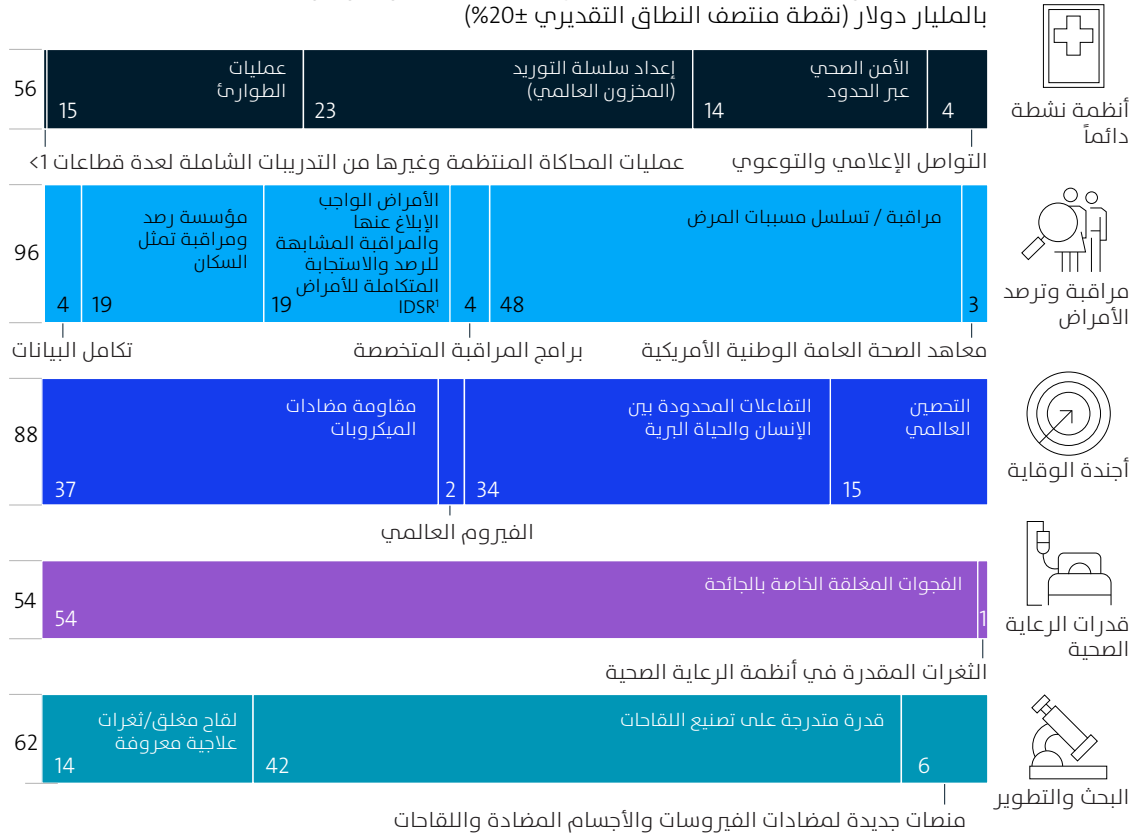 بالمليار دولار (نقطة منتصف النطاق التقديري ±20%)
أنظمة نشطة
دائماً
56
4
الأمن الصحي
عبر الحدود
14
إعداد سلسلة التوريد
(المخزون العالمي)
23
عمليات
الطوارئ
15
التواصل الإعلامي والتوعوي
عمليات المحاكاة المنتظمة وغيرها من التدريبات الشاملة لعدة قطاعات 1>
مراقبة وترصد
الأمراض
96
3
مراقبة / تسلسل مسببات المرض
48
4
الأمراض الواجب
الإبلاغ عنها
والمراقبة المشابهة
للرصد والاستجابة
المتكاملة للأمراض
IDSR¹
19
مؤسسة رصد
ومراقبة تمثل
السكان
19
4
معاهد الصحة العامة الوطنية الأمريكية
برامج المراقبة المتخصصة
تكامل البيانات
أجندة الوقاية
88
التحصين
العالمي
15
التفاعلات المحدودة بين
الإنسان والحياة البرية
34
2
مقاومة مضادات
الميكروبات
37
الفيروم العالمي
قدرات الرعاية
الصحية
54
1
الفجوات المغلقة الخاصة بالجائحة
54
الثغرات المقدرة في أنظمة الرعاية الصحية
البحث والتطوير
62
6
قدرة متدرجة على تصنيع اللقاحات
42
لقاح مغلق/ثغرات
علاجية معروفة
14
منصات جديدة لمضادات الفيروسات والأجسام المضادة واللقاحات